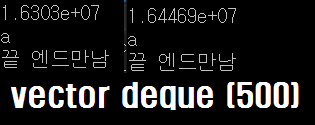 1.6303e+07 1.64469e+07
a a
끝 엔드만남 끝 엔드만남
vector deque (500)